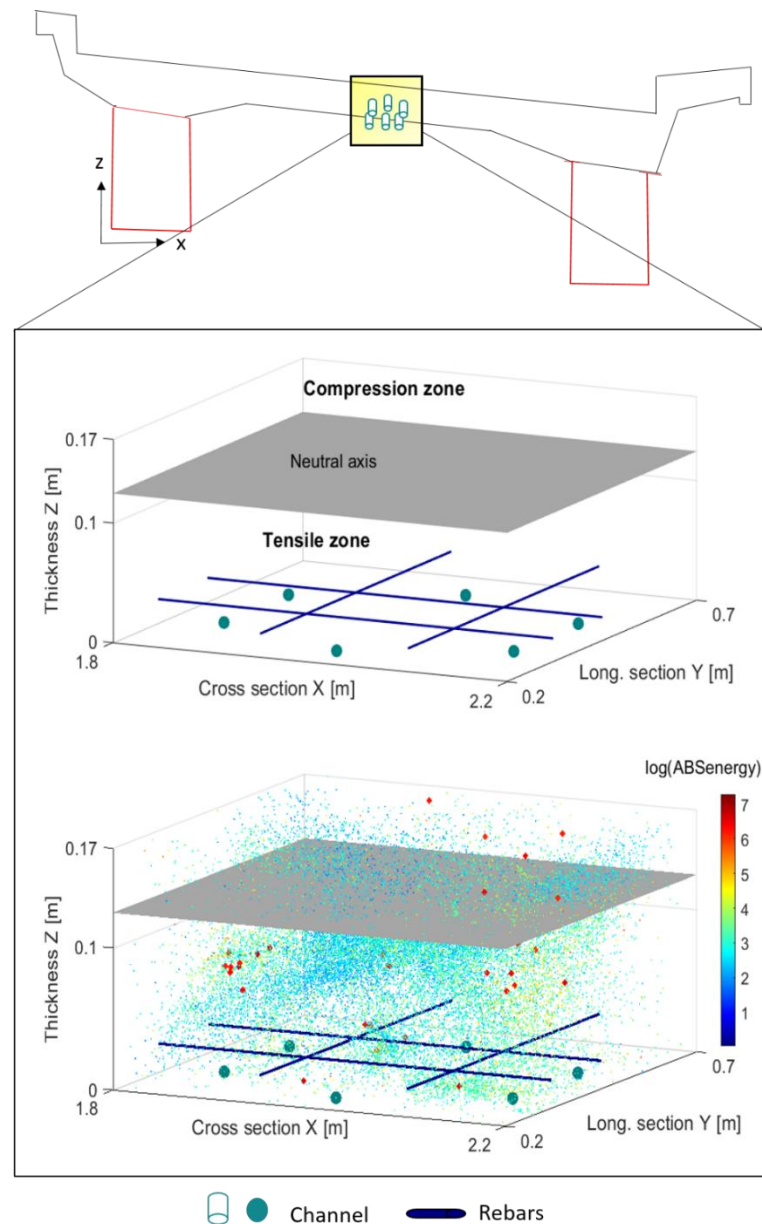 z
x
Compression zone
0.17
Neutral axis
Thickness Z [m]
0.1
Tensile zone
0
1.8
0.7
Cross section X [m]
Long. section Y [m]
2.2
0.2
log(ABSenergy)
7
6
5
4
3
2
1
0.17
Thickness Z [m]
0.1
0
1.8
0.7
Cross section X [m]
Long. section Y [m]
2.2
0.2
Channel
Rebars